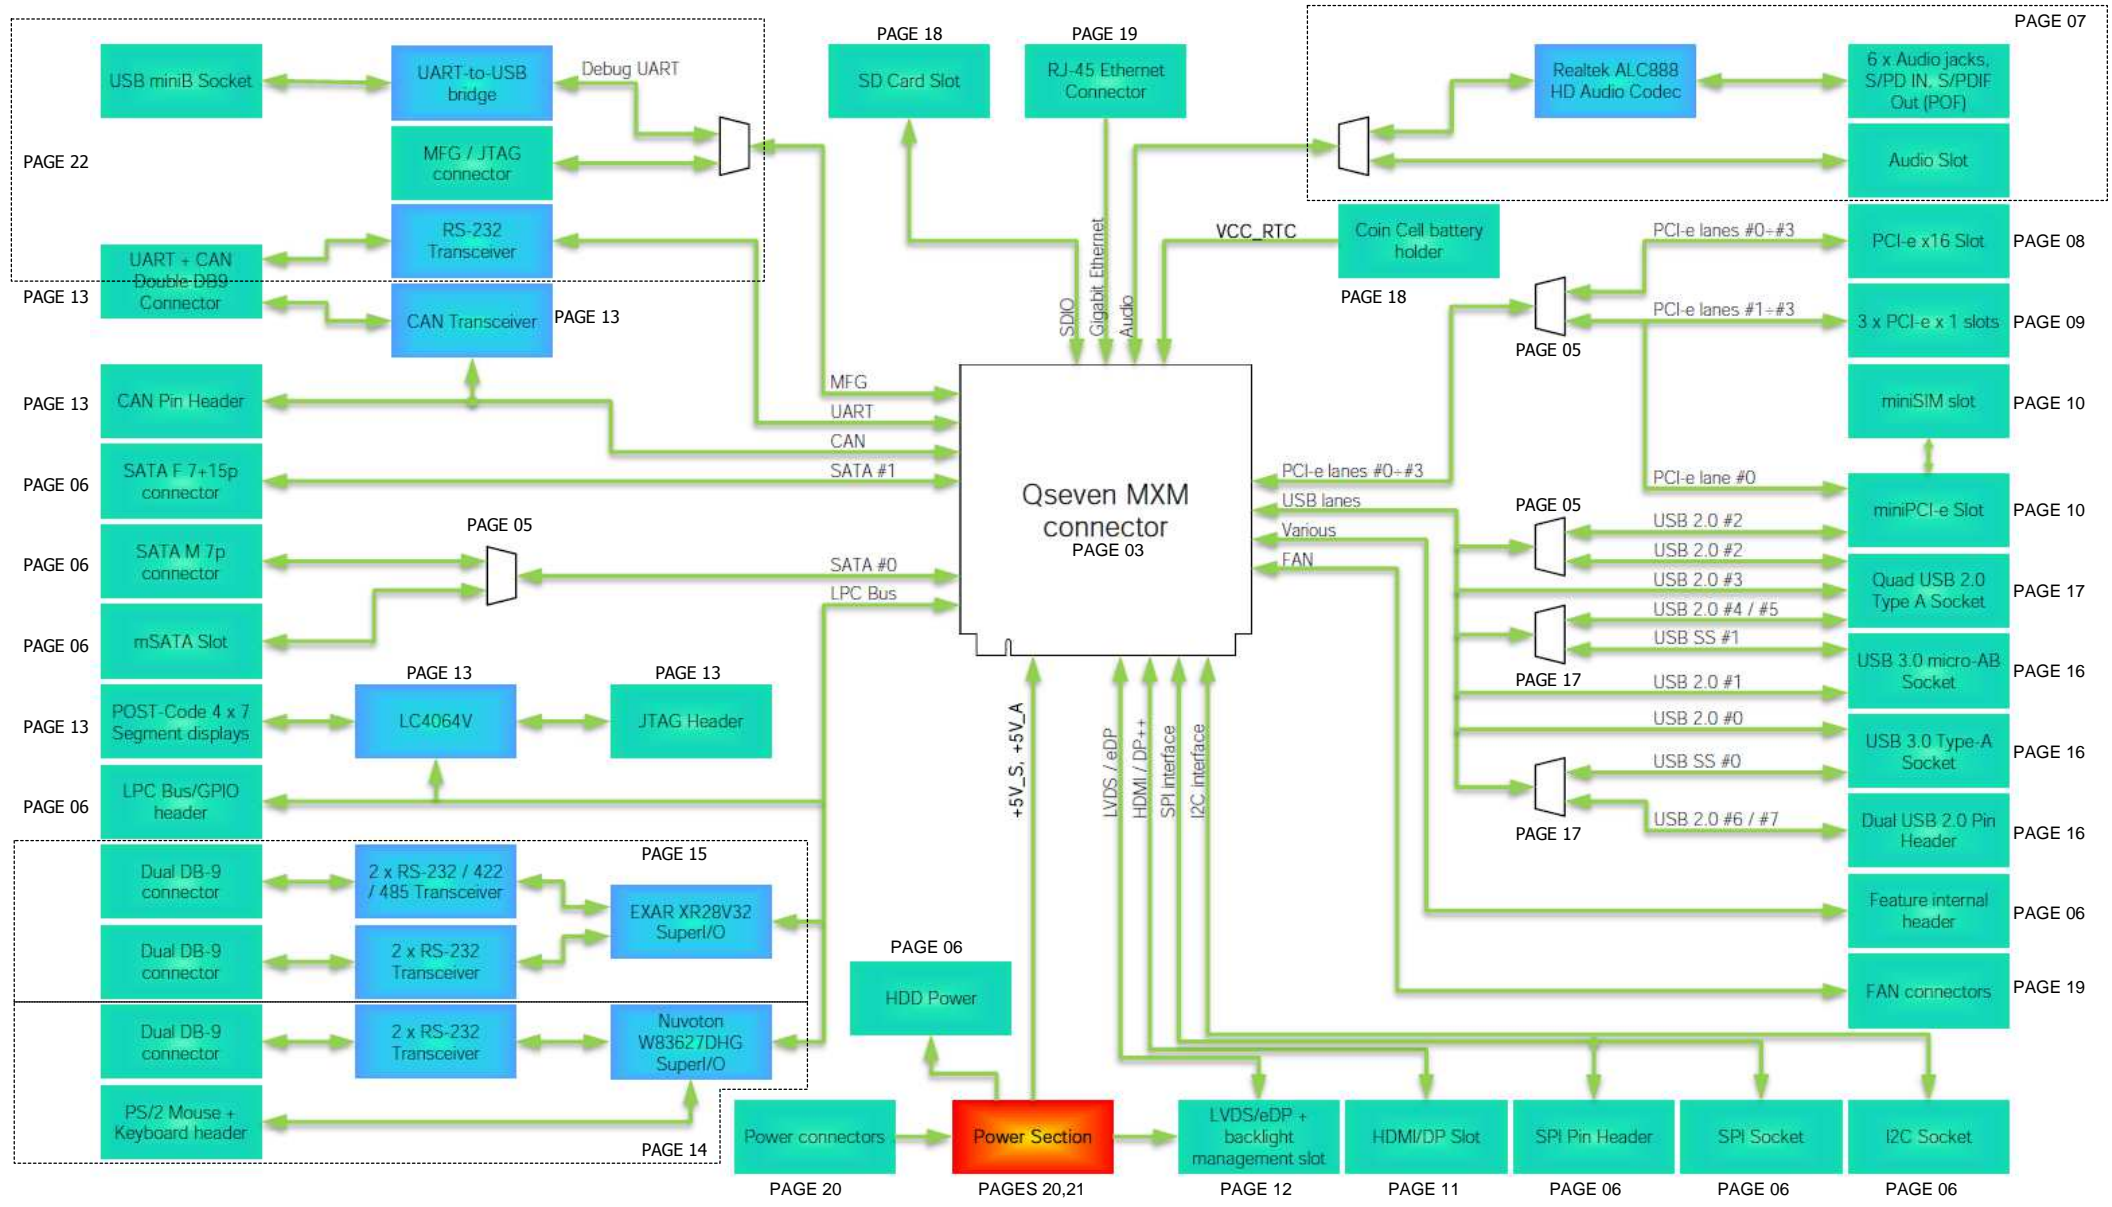 PAGE 07
PAGE 18
PAGE 19
USB miniB Socket
UART-to-USB
bridge
Debug UART
SD Card Slot
RJ-45 Ethernet
Connector
Realtek ALC888
HD Audio Codec
6 x Audio jacks,
S/PD IN, S/PDIF
Out (POF)
PAGE 22
MFG / JTAG
connector
Audio Slot
RS-232
Transceiver
UART + CAN
Double DB9
Connector
PAGE 13
CAN Transceiver
PAGE 13
SDIO
Gigabit Ethernet
Audio
VCC_RTC
Coin Cell battery
holder
PAGE 18
PCI-e lanes #0÷#3
PCI-e x16 Slot
PAGE 08
PCI-e lanes #1÷#3
3 x PCI-e x 1 slots
PAGE 09
PAGE 05
PAGE 13
CAN Pin Header
MFG
UART
CAN
miniSIM slot
PAGE 10
PAGE 06
SATA F 7+15p
connector
SATA #1
Qseven MXM
connector
PAGE 03
PCI-e lanes #0÷#3
USB lanes
Various
FAN
PCI-e lane #0
PAGE 05
miniPCI-e Slot
PAGE 10
USB 2.0 #2
USB 2.0 #2
USB 2.0 #3
USB 2.0 #4 / #5
USB SS #1
Quad USB 2.0
Type A Socket
PAGE 17
PAGE 05
PAGE 06
SATA M 7p
connector
SATA #0
LPC Bus
PAGE 06
mSATA Slot
PAGE 17
USB 2.0 #1
USB 3.0 micro-AB
Socket
PAGE 16
PAGE 13
PAGE 13
PAGE 13
POST-Code 4 x 7
Segment displays
LC4064V
JTAG Header
+5V_S, +5V_A
LVDS / eDP
HDMI / DP++
SPI interface
I2C interface
USB 2.0 #0
USB SS #0
USB 3.0 Type-A
Socket
PAGE 16
PAGE 06
LPC Bus/GPIO
header
PAGE 17
USB 2.0 #6 / #7
Dual USB 2.0 Pin
Header
PAGE 16
PAGE 15
Dual DB-9
connector
2 x RS-232 / 422
/ 485 Transceiver
EXAR XR28V32
SuperI/O
Feature internal
header
PAGE 06
Dual DB-9
connector
2 x RS-232
Transceiver
PAGE 06
HDD Power
FAN connectors
PAGE 19
Dual DB-9
connector
2 x RS-232
Transceiver
Nuvoton
W83627DHG
SuperI/O
PS/2 Mouse +
Keyboard header
PAGE 14
Power connectors
Power Section
LVDS/eDP +
backlight
management slot
HDMI/DP Slot
SPI Pin Header
SPI Socket
I2C Socket
PAGE 20
PAGES 20,21
PAGE 12
PAGE 11
PAGE 06
PAGE 06
PAGE 06